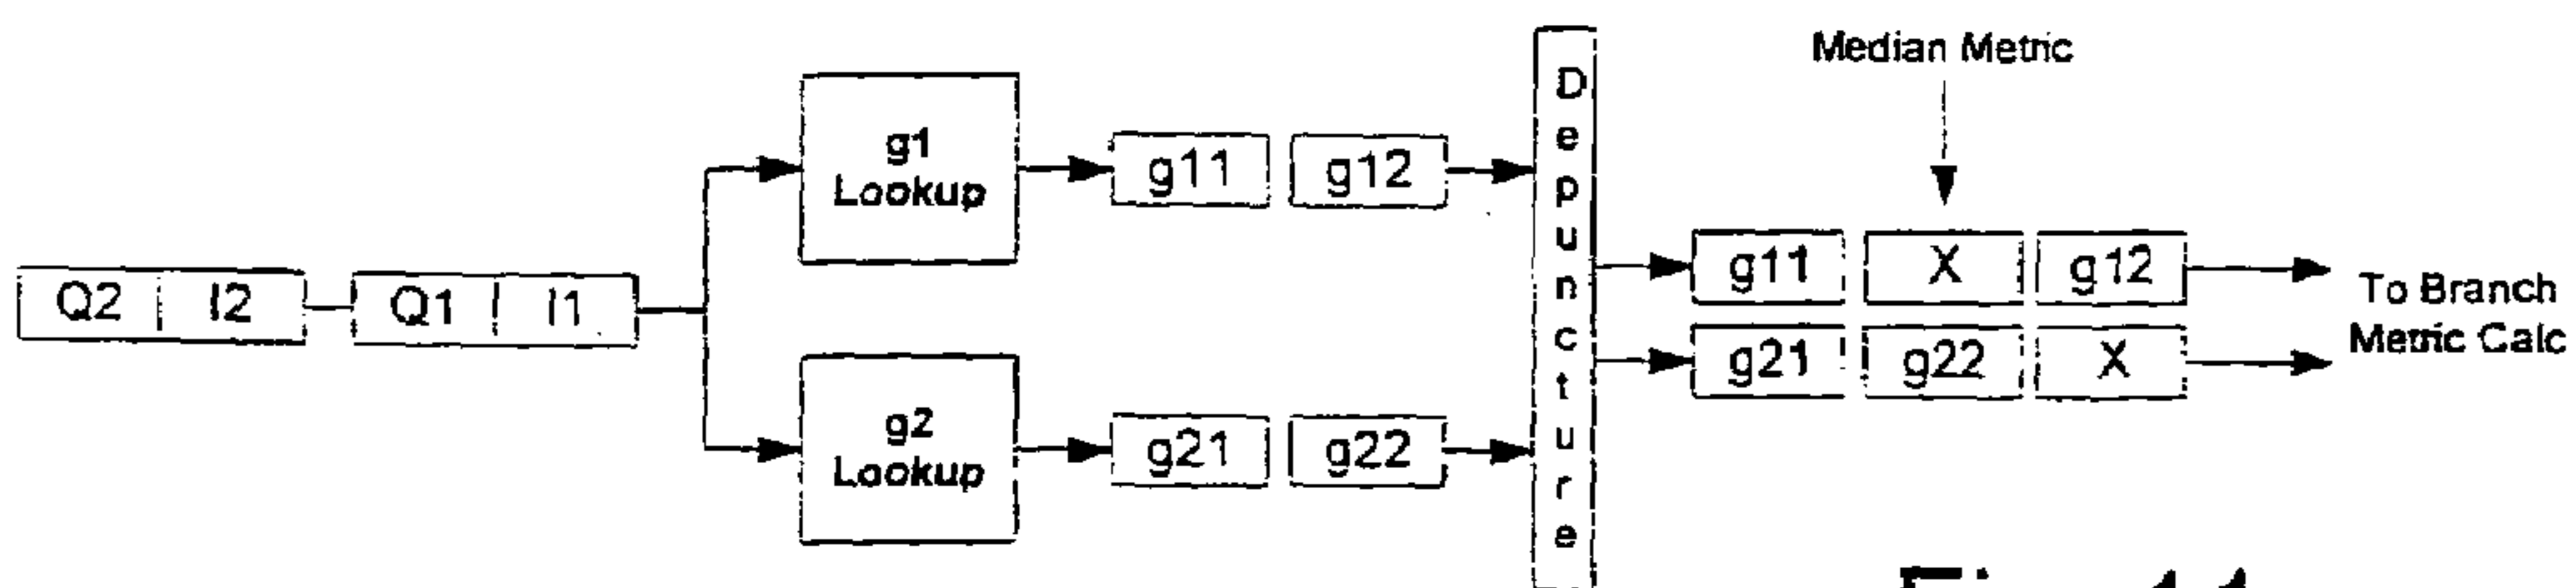 Median Metric
g1
Lookup
g11 g12
Q2 I2 Q1 I1
Depuncture
g11 X g12
g21 g22 X
To Branch
Metric Calc
g2
Lookup
g21 g22